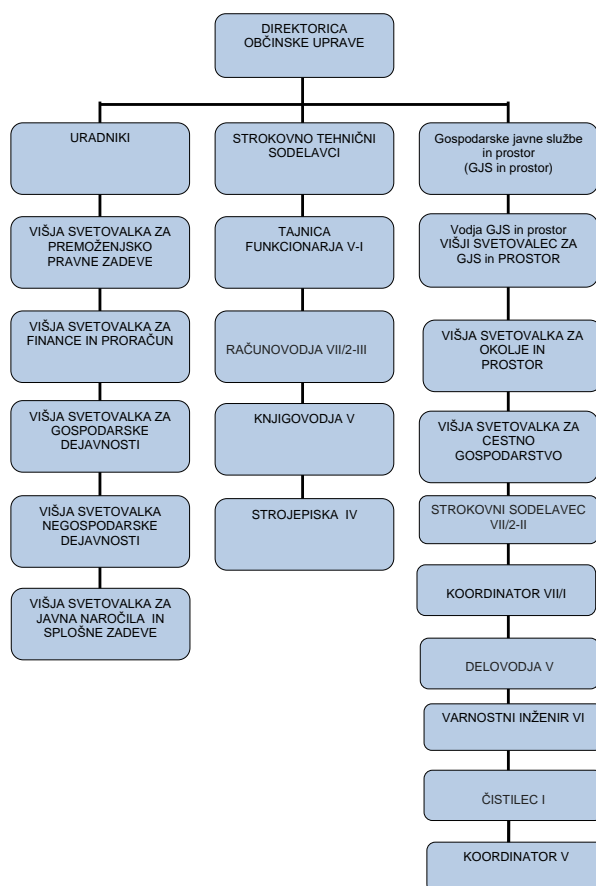 DIREKTORICA
OBČINSKE UPRAVE
URADNIKI
VIŠJA SVETOVALKA ZA
PREMOŽENJSKO
PRAVNE ZADEVE
VIŠJA SVETOVALKA ZA
FINANCE IN PRORAČUN
VIŠJA SVETOVALKA ZA
GOSPODARSKE
DEJAVNOSTI
VIŠJA SVETOVALKA
NEGOSPODARSKE
DEJAVNOSTI
VIŠJA SVETOVALKA ZA
JAVNA NAROČILA IN
SPLOŠNE ZADEVE
STROKOVNO TEHNIČNI
SODELAVCI
TAJNICA
FUNKCIONARJA V-I
RAČUNOVODJA VII/2-III
KNJIGOVODJA V
STROJEPISKA IV
Gospodarske javne službe
in prostor
(GJS in prostor)
Vodja GJS in prostor
VIŠJI SVETOVALEC ZA
GJS in PROSTOR
VIŠJA SVETOVALKA ZA
OKOLJE IN
PROSTOR
VIŠJA SVETOVALKA ZA
CESTNO
GOSPODARSTVO
STROKOVNI SODELAVEC
VII/2-II
KOORDINATOR VII/I
DELOVODJA V
VARNOSTNI INŽENIR VI
ČISTILEC I
KOORDINATOR V